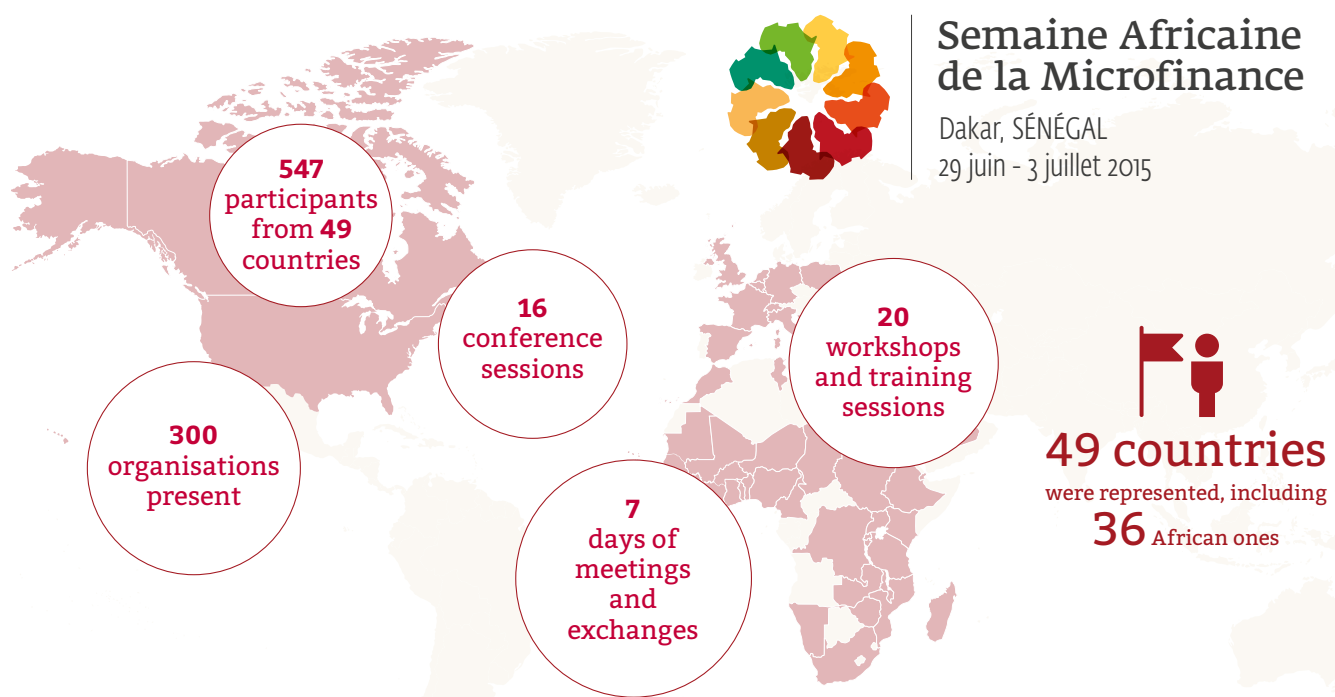 Semaine Africaine
de la Microfinance
Dakar, SÉNÉGAL
29 juin - 3 juillet 2015
547
participants
from 49
countries
16
conference
sessions
20
workshops
and training
sessions
300
organisations
present
7
days of
meetings
and
exchanges
49 countries
were represented, including
36 African ones